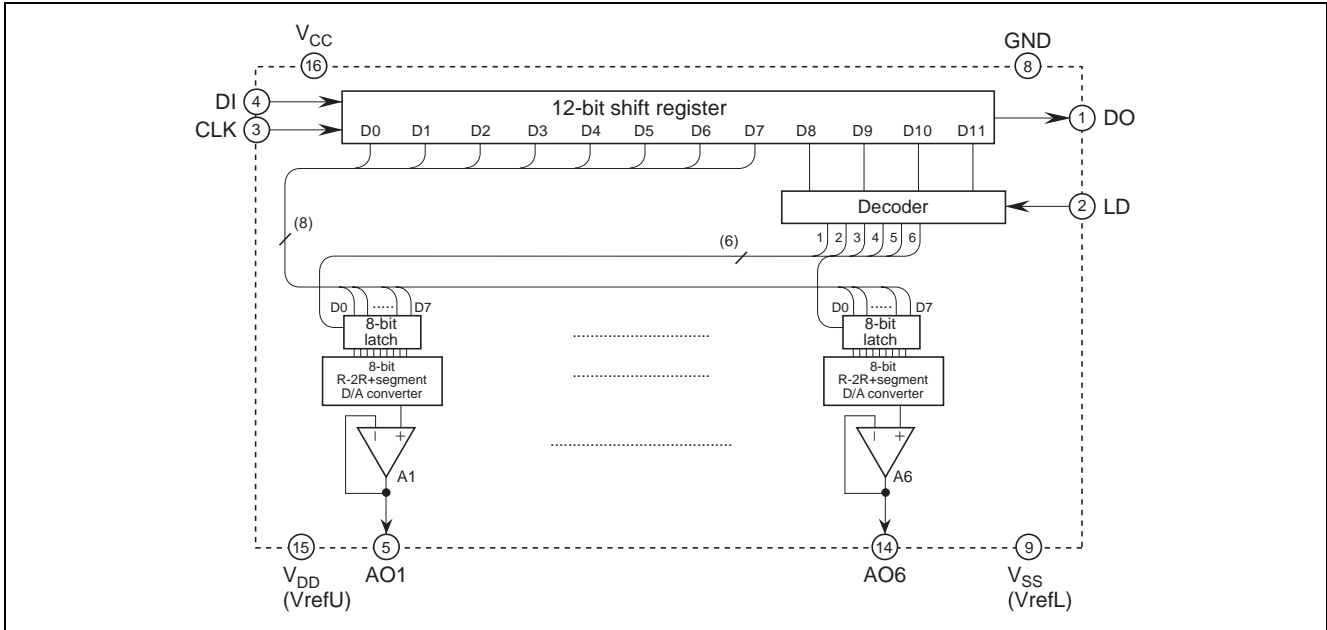 VCC
16
GND
8
DI 4
CLK 3
12-bit shift register
D0 D1 D2 D3 D4 D5 D6 D7 D8 D9 D10 D11
1 DO
Decoder
2 LD
(8)
(6)
1 2 3 4 5 6
D0 ..... D7
8-bit
latch
8-bit
R-2R+segment
D/A converter
− +
A1
D0 ..... D7
8-bit
latch
8-bit
R-2R+segment
D/A converter
− +
A6
15
VDD
(VrefU)
5
AO1
14
AO6
9
VSS
(VrefL)